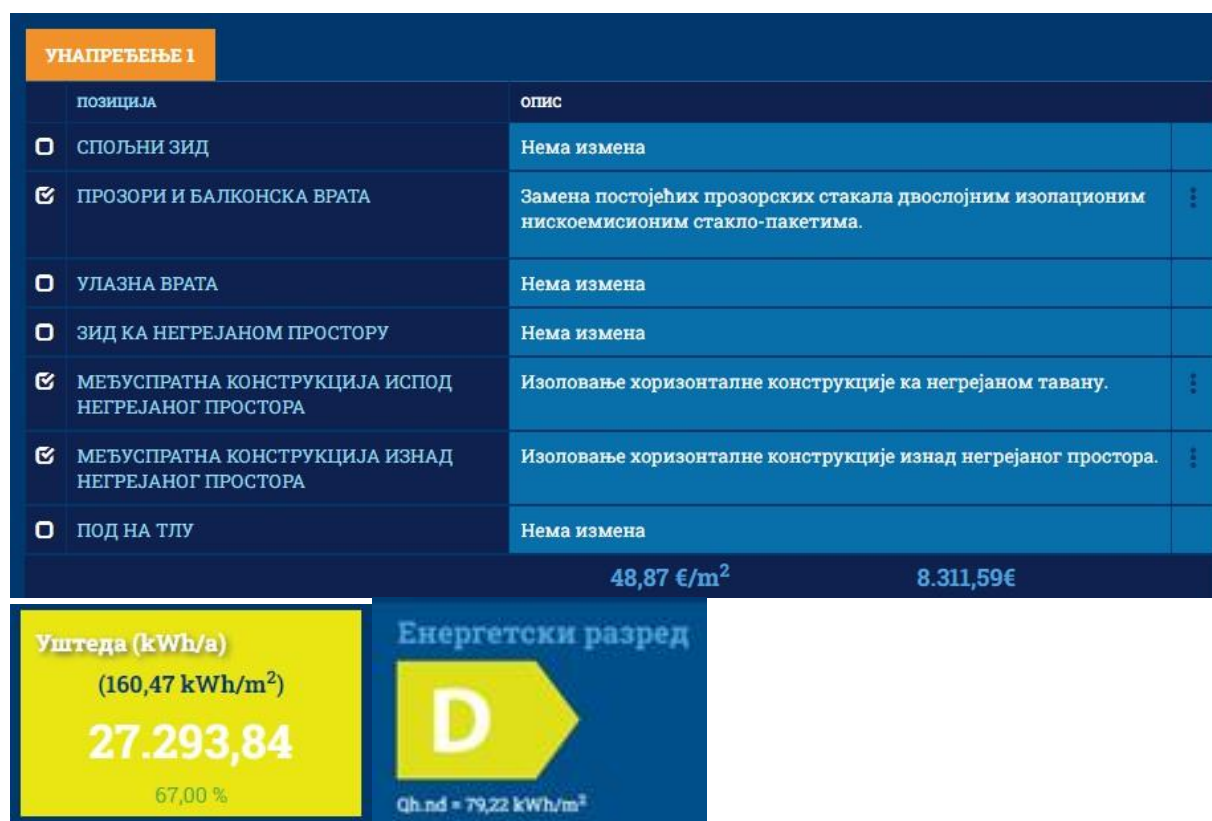 УНАПРЕЂЕЊЕ 1
ПОЗИЦИЈА ОПИС
СПОЉНИ ЗИД Нема измена
ПРОЗОРИ И БАЛКОНСКА ВРАТА Замена постојећих прозорских стакала двослојним изолационим
нискоемисионим стакло-пакетима.
УЛАЗНА ВРАТА Нема измена
ЗИД КА НЕГРЕЈАНОМ ПРОСТОРУ Нема измена
МЕЂУСПРАТНА КОНСТРУКЦИЈА ИСПОД Изоловање хоризонталне конструкције ка негрејаном тавану.
НЕГРЕЈАНОГ ПРОСТОРА
МЕЂУСПРАТНА КОНСТРУКЦИЈА ИЗНАД Изоловање хоризонталне конструкције изнад негрејаног простора.
НЕГРЕЈАНОГ ПРОСТОРА
ПОД НА ТЛУ Нема измена
48,87 €/m² 8.311,59€
Уштеда (kWh/a)
(160,47 kWh/m²)
27.293,84
67,00 %
Енергетски разред
D
Qh.nd = 79,22 kWh/m²